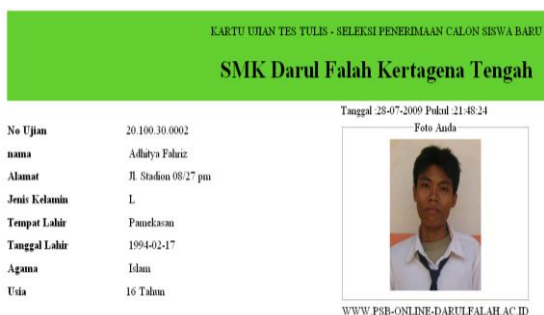 KARTU UJIAN TES TULIS - SELEKSI PENERIMAAN CALON SISWA BARU
SMK Darul Falah Kertagena Tengah
Tanggal :28-07-2009 Pukul :21:48:24
Foto Anda
No Ujian 20.100.30.0002
nama Adhitya Fahriz
Alamat Jl. Stadion 08/27 pm
Jenis Kelamin L
Tempat Lahir Pamekasan
Tanggal Lahir 1994-02-17
Agama Islam
Usia 16 Tahun
WWW.PSB-ONLINE-DARULFALAH.AC.ID